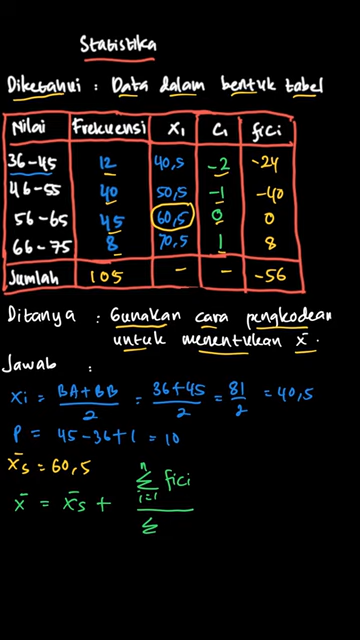 Statistika
Diketahui : Data dalam bentuk tabel
Nilai Frekuensi X₁ C₁ fici
36-45 12 40,5 -2 -24
46-55 40 50,5 -1 -40
56-65 45 60,5 0 0
66-75 8 70,5 1 8
Jumlah 105 - - -56
Ditanya : Gunakan cara pengkodean
untuk menentukan x̄.
Jawab :
Xi = BA+BB/2 = 36+45/2 = 81/2 = 40,5
P = 45-36+1 = 10
x̄s = 60,5
x̄ = x̄s + n Σ i=1 fici / Σ